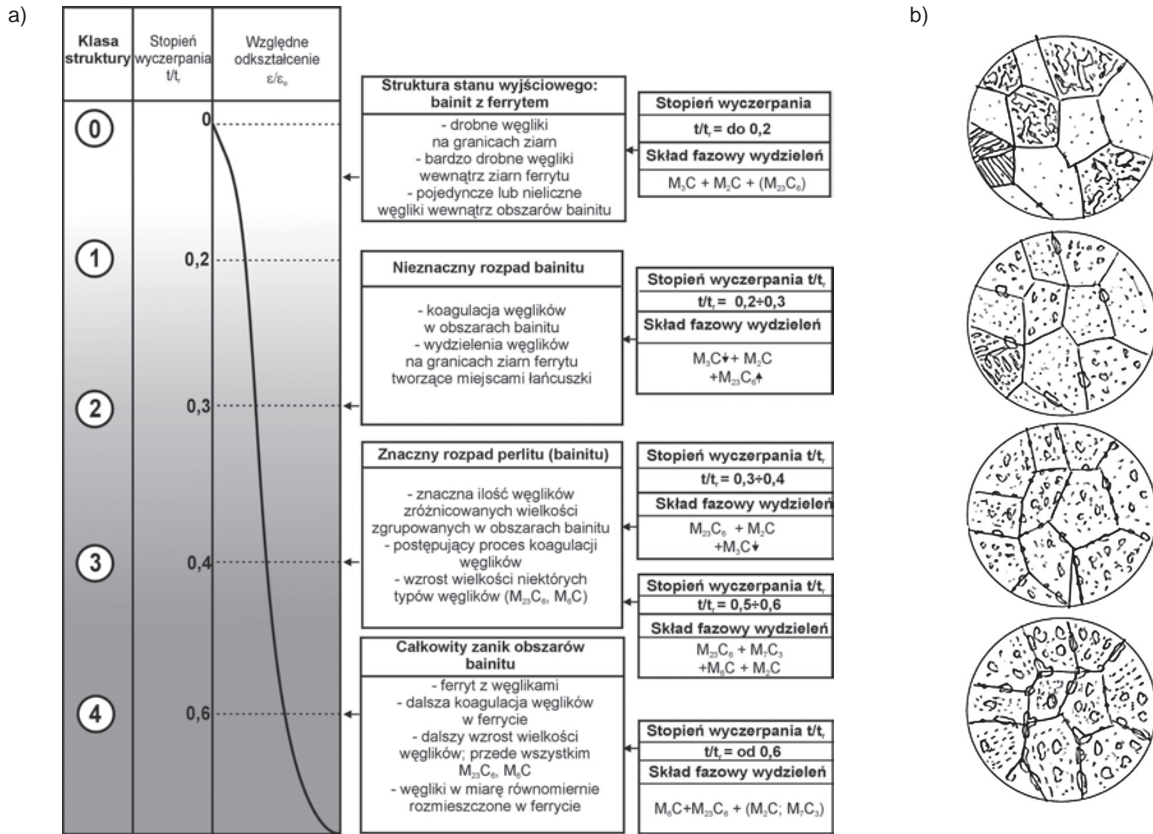 a)
b)
Klasa
struktury
Stopień
wyczerpania
t/tᵣ
Względne
odkształcenie
ε/ε₀
0
1
2
3
4
0
0,2
0,3
0,4
0,6
Struktura stanu wyjściowego:
bainit z ferrytem
- drobne węgliki
na granicach ziarn
- bardzo drobne węgliki
wewnątrz ziarn ferrytu
- pojedyncze lub nieliczne
węgliki wewnątrz obszarów bainitu
Stopień wyczerpania
t/tᵣ = do 0,2
Skład fazowy wydzieleń
M₃C + M₂C + (M₂₃C₆)
Nieznaczny rozpad bainitu
- koagulacja węglików
w obszarach bainitu
- wydzielenia węglików
na granicach ziarn ferrytu
tworzące miejscami łańcuszki
Stopień wyczerpania t/tᵣ
t/tᵣ = 0,2÷0,3
Skład fazowy wydzieleń
M₃C↓+ M₂C
+M₂₃C₆↑
Znaczny rozpad perlitu (bainitu)
- znaczna ilość węglików
zróżnicowanych wielkości
zgrupowanych w obszarach bainitu
- postępujący proces koagulacji
węglików
- wzrost wielkości niektórych
typów węglików (M₂₃C₆, M₆C)
Stopień wyczerpania t/tᵣ
t/tᵣ = 0,3÷0,4
Skład fazowy wydzieleń
M₂₃C₆ + M₂C
+M₃C↓
Stopień wyczerpania t/tᵣ
t/tᵣ = 0,5÷0,6
Skład fazowy wydzieleń
M₂₃C₆ + M₇C₃
+M₆C + M₂C
Całkowity zanik obszarów
bainitu
- ferryt z węglikami
- dalsza koagulacja węglików
w ferrycie
- dalszy wzrost wielkości
węglików; przede wszystkim
M₂₃C₆, M₆C
- węgliki w miarę równomiernie
rozmieszczone w ferrycie
Stopień wyczerpania t/tᵣ
t/tᵣ = od 0,6
Skład fazowy wydzieleń
M₆C+M₂₃C₆ + (M₂C; M₇C₃)